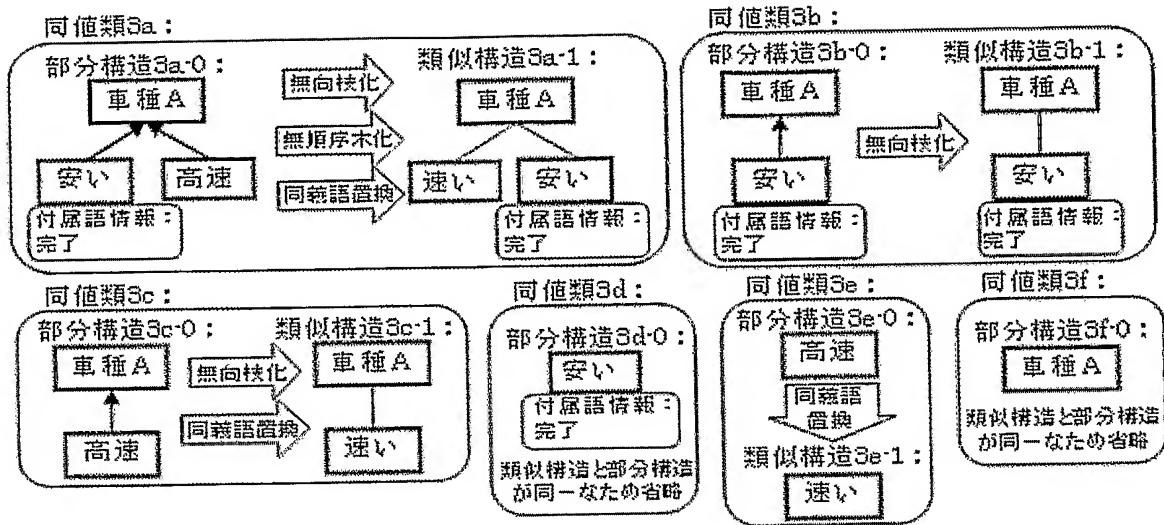 同値類3a：
部分構造3a-0：
車種A
安い
高速
付属語情報：
完了
無向枝化
無順序木化
同義語置換
類似構造3a-1：
車種A
速い
安い
付属語情報：
完了
同値類3b：
部分構造3b-0：
車種A
安い
付属語情報：
完了
無向枝化
類似構造3b-1：
車種A
安い
付属語情報：
完了
同値類3c：
部分構造3c-0：
車種A
高速
無向枝化
同義語置換
類似構造3c-1：
車種A
速い
同値類3d：
部分構造3d-0：
安い
付属語情報：
完了
類似構造と部分構造
が同一なため省略
同値類3e：
部分構造3e-0：
高速
同義語
置換
類似構造3e-1：
速い
同値類3f：
部分構造3f-0：
車種A
類似構造と部分構造
が同一なため省略